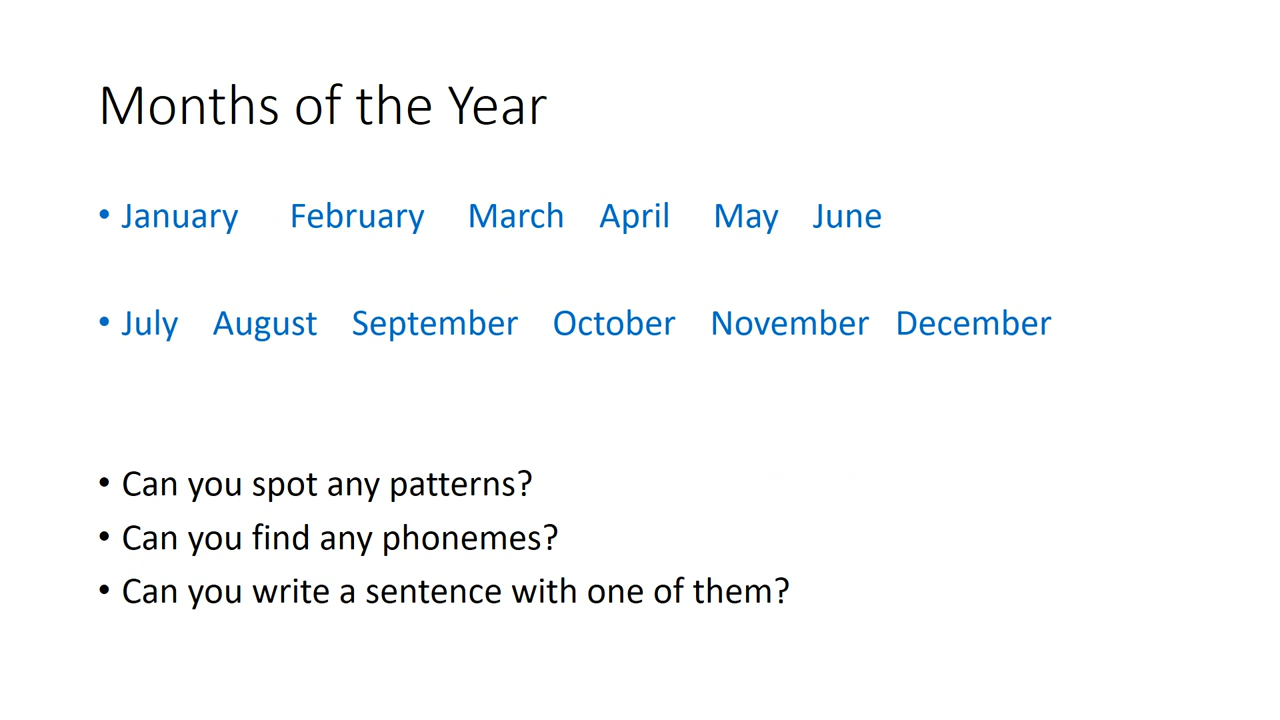 Months of the Year
• January February March April May June
• July August September October November December
• Can you spot any patterns?
• Can you find any phonemes?
• Can you write a sentence with one of them?